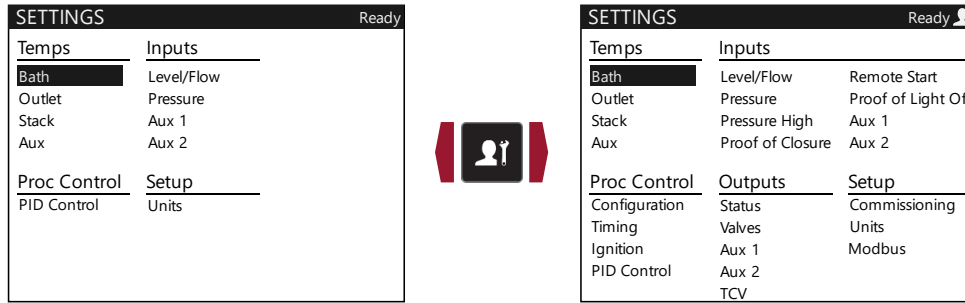 SETTINGS Ready
Temps Inputs
Bath Level/Flow
Outlet Pressure
Stack Aux 1
Aux Aux 2
Proc Control Setup
PID Control Units
SETTINGS Ready
Temps Inputs
Bath Level/Flow Remote Start
Outlet Pressure Proof of Light Of
Stack Pressure High Aux 1
Aux Proof of Closure Aux 2
Proc Control Outputs Setup
Configuration Status Commissioning
Timing Valves Units
Ignition Aux 1 Modbus
PID Control Aux 2
TCV